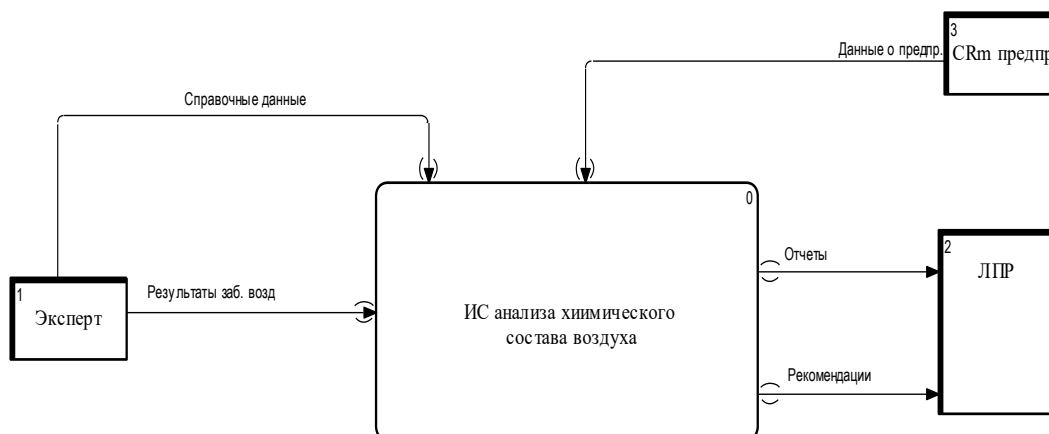 3
Данные о предпр.
CRm предпр
Справочные данные
0
2
Отчеты
ЛПР
1
Результаты заб. возд
Эксперт
ИС анализа хиимического
состава воздуха
Рекомендации